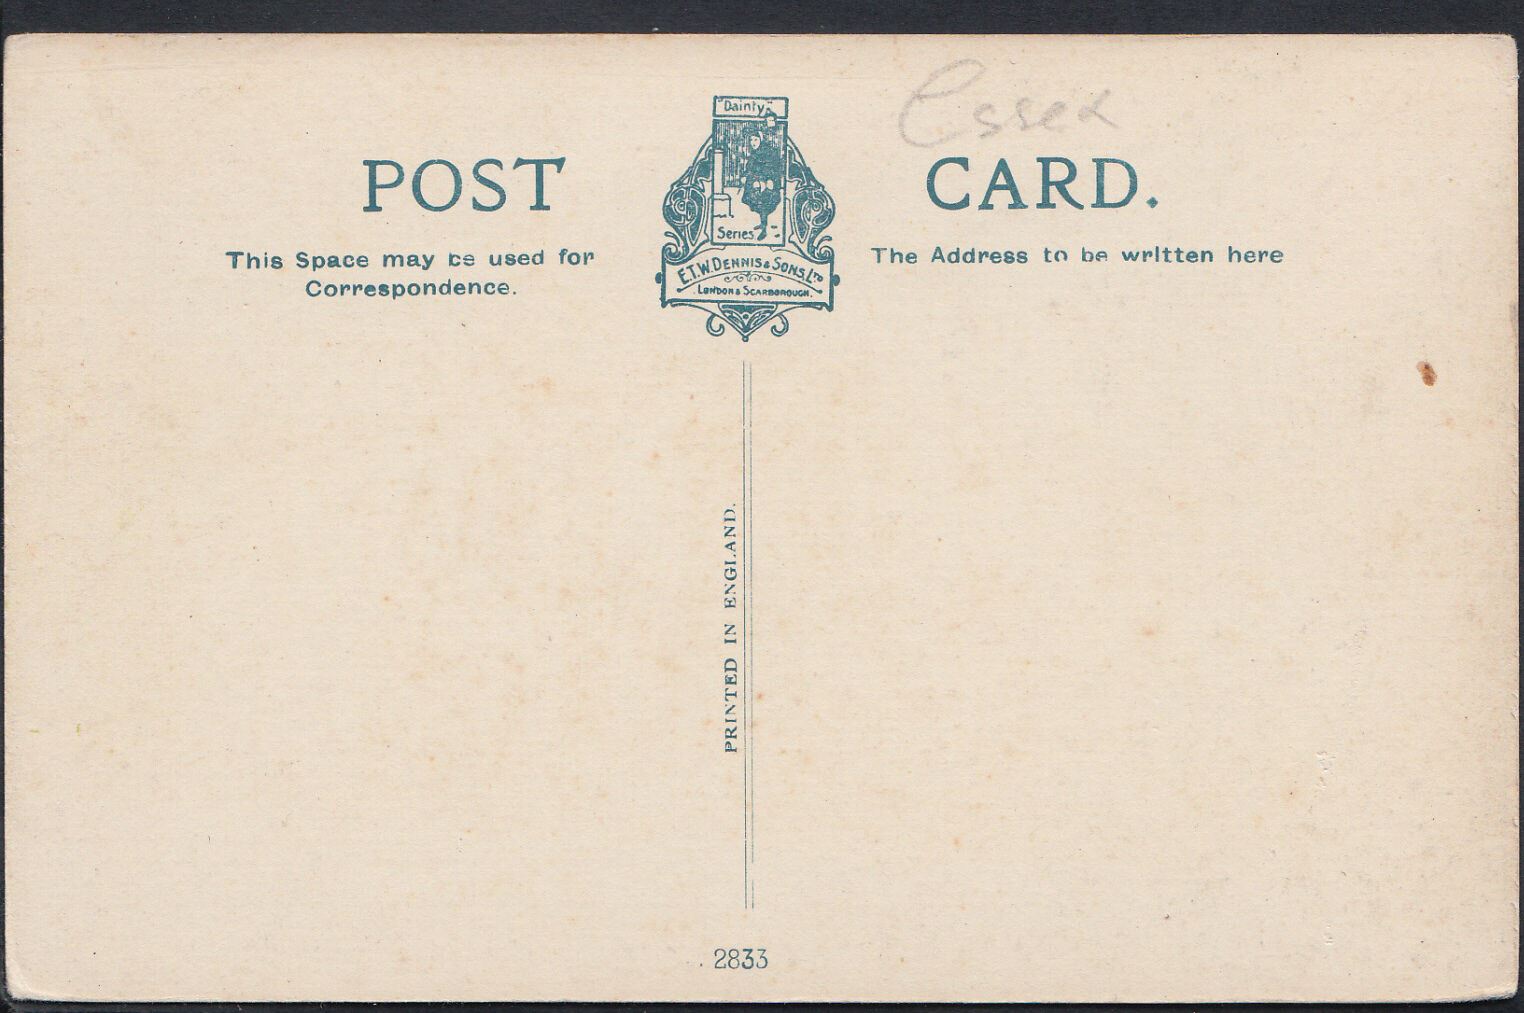 Essex
"Dainty"
Series.
POST CARD.
E.T.W. DENNIS & SONS, LTD
LONDON & SCARBOROUGH.
This Space may be used for
Correspondence.
The Address to be written here
PRINTED IN ENGLAND.
2833